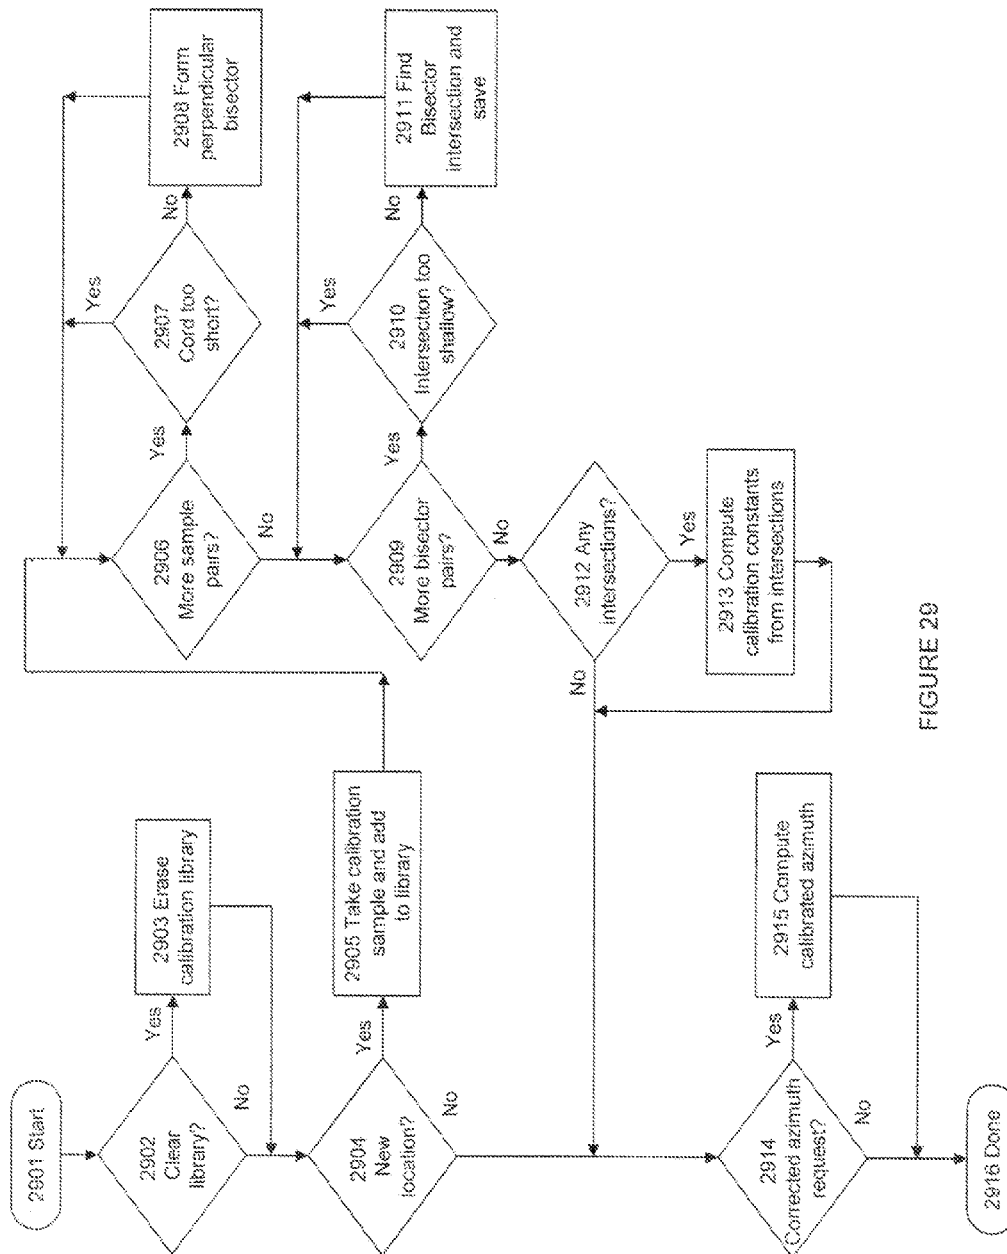 2901 Start
2902
Clear
library?
Yes
No
2903 Erase
calibration library
2904
New
location?
Yes
No
2905 Take calibration
sample and add
to library
2906
More sample
pairs?
Yes
No
2907
Cord too
short?
Yes
No
2908 Form
perpendicular
bisector
2909
More bisector
pairs?
Yes
No
2910
Intersection too
shallow?
Yes
No
2911 Find
Bisector
intersection and
save
2912 Any
intersections?
No
Yes
2913 Compute
calibration constants
from intersections
2914
Corrected azimuth
request?
Yes
No
2915 Compute
calibrated azimuth
2916 Done
FIGURE 29